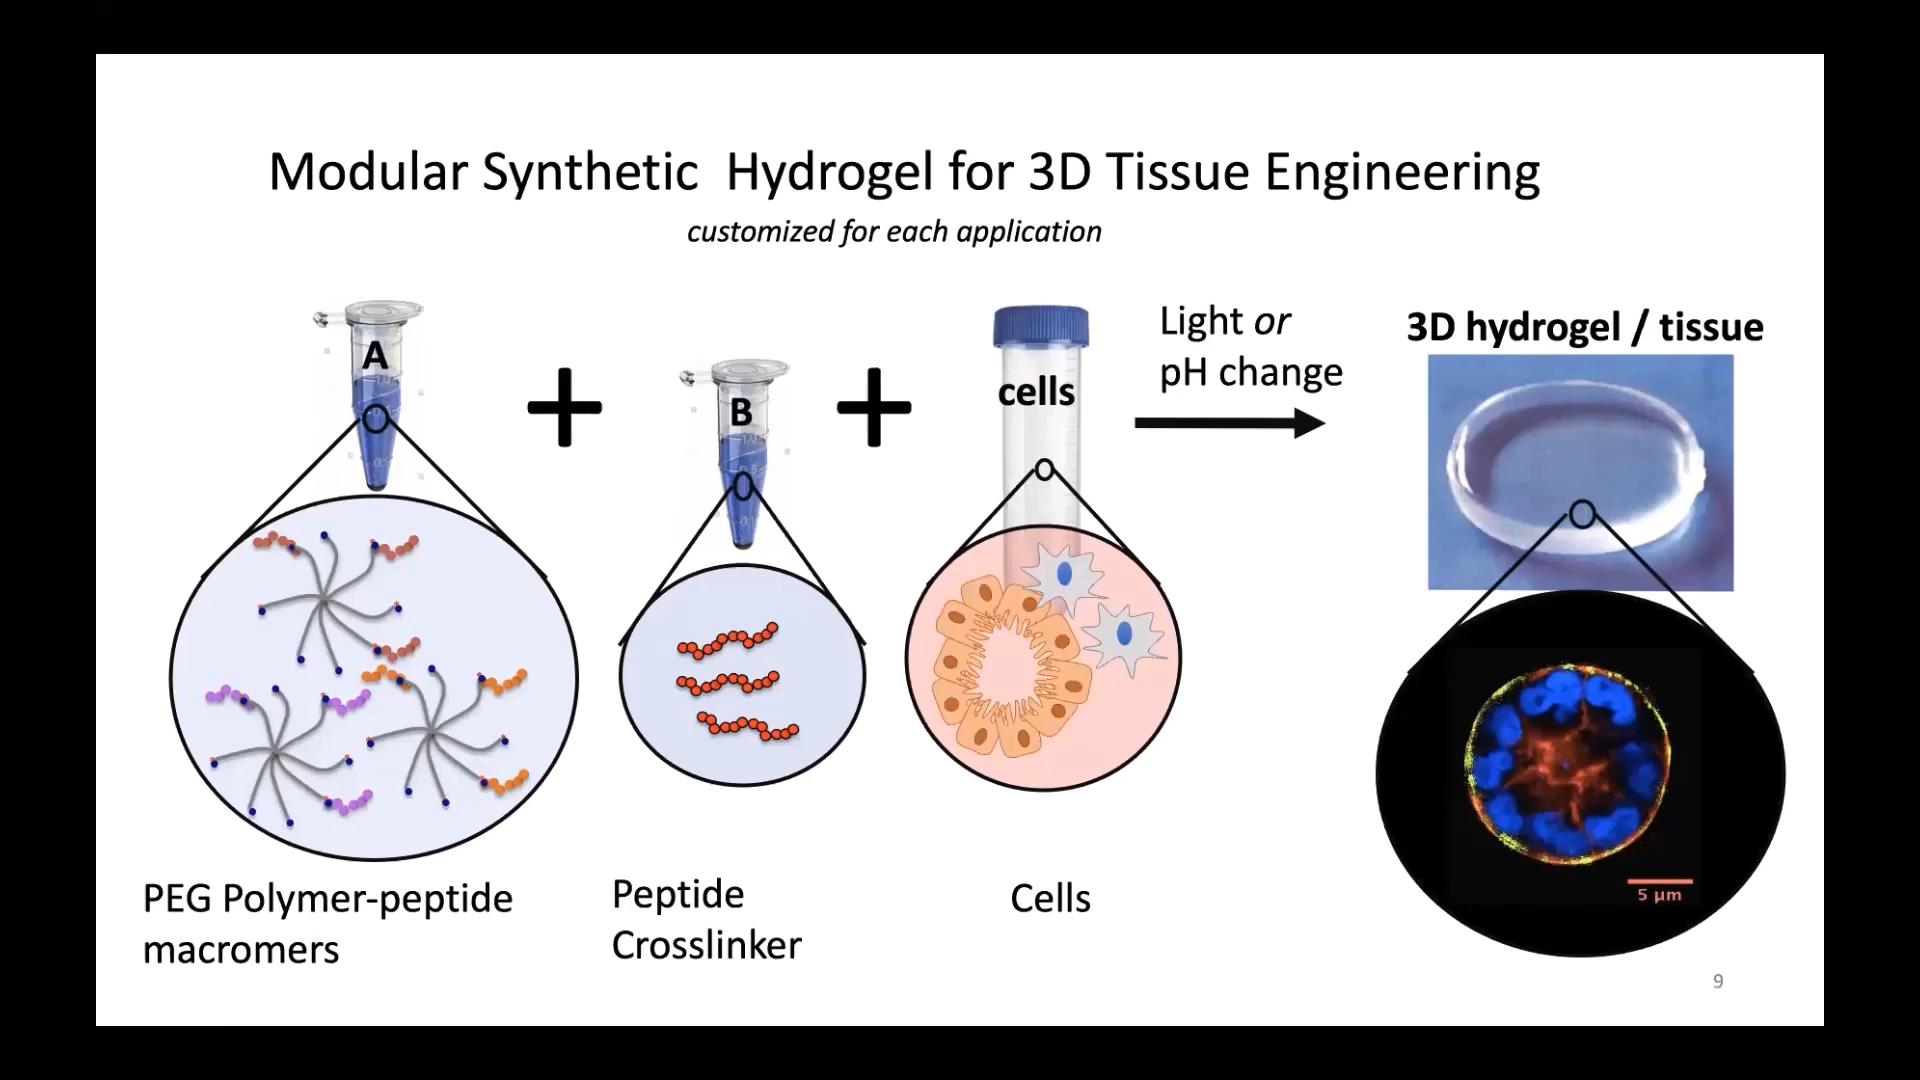 Modular Synthetic  Hydrogel for 3D Tissue Engineering
customized for each application
A
B
cells
Light or
pH change
3D hydrogel / tissue
5 µm
PEG Polymer-peptide
macromers
Peptide
Crosslinker
Cells
9